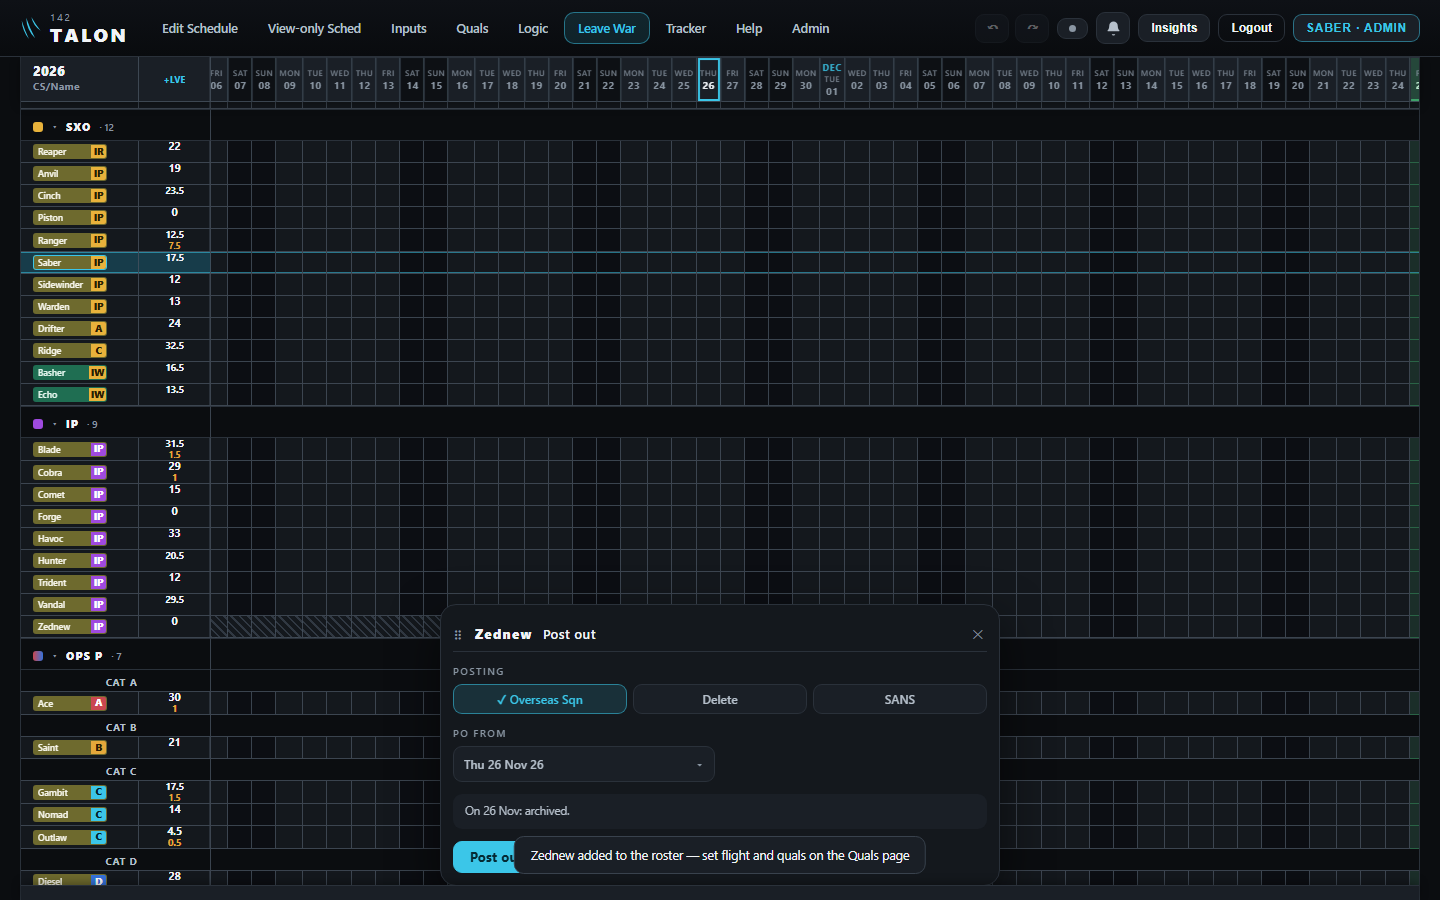 142
TALON
Edit Schedule
View-only Sched
Inputs
Quals
Logic
Leave War
Tracker
Help
Admin
Insights
Logout
SABER · ADMIN
2026
CS/Name
+LVE
FRI 06
SAT 07
SUN 08
MON 09
TUE 10
WED 11
THU 12
FRI 13
SAT 14
SUN 15
MON 16
TUE 17
WED 18
THU 19
FRI 20
SAT 21
SUN 22
MON 23
TUE 24
WED 25
THU 26
FRI 27
SAT 28
SUN 29
MON 30
DEC TUE 01
WED 02
THU 03
FRI 04
SAT 05
SUN 06
MON 07
TUE 08
WED 09
THU 10
FRI 11
SAT 12
SUN 13
MON 14
TUE 15
WED 16
THU 17
FRI 18
SAT 19
SUN 20
MON 21
TUE 22
WED 23
THU 24
SXO · 12
Reaper IR 22
Anvil IP 19
Cinch IP 23.5
Piston IP 0
Ranger IP 12.5
7.5
Saber IP 17.5
Sidewinder IP 12
Warden IP 13
Drifter A 24
Ridge C 32.5
Basher IW 16.5
Echo IW 13.5
IP · 9
Blade IP 31.5
1.5
Cobra IP 29
1
Comet IP 15
Forge IP 0
Havoc IP 33
Hunter IP 20.5
Trident IP 12
Vandal IP 29.5
Zednew IP 0
OPS P · 7
CAT A
Ace A 30
1
CAT B
Saint B 21
CAT C
Gambit C 17.5
1.5
Nomad C 14
Outlaw C 4.5
0.5
CAT D
Diesel D 28
Zednew Post out
POSTING
✓ Overseas Sqn
Delete
SANS
PO FROM
Thu 26 Nov 26
On 26 Nov: archived.
Post ou
Zednew added to the roster — set flight and quals on the Quals page